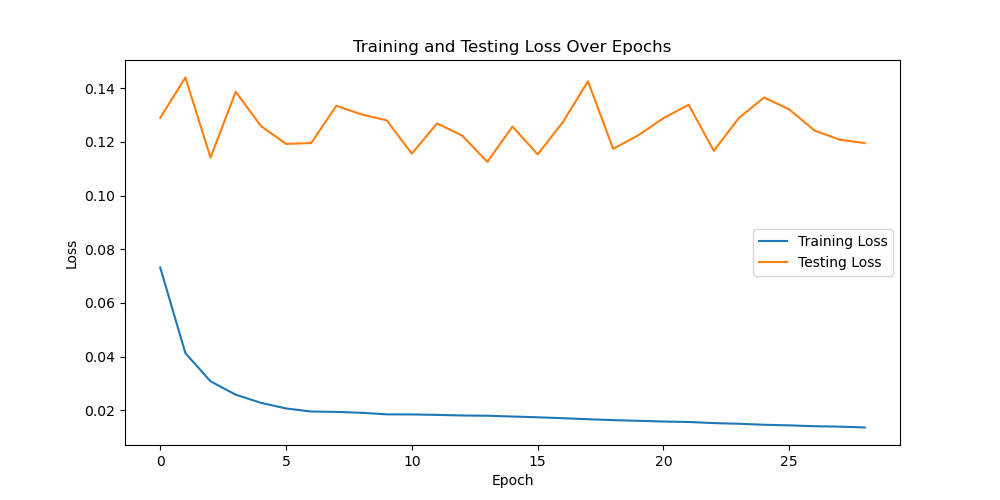 Training and Testing Loss Over Epochs
0.14
0.12
0.10
0.08
0.06
0.04
0.02
Loss
Training Loss
Testing Loss
0 5 10 15 20 25
Epoch